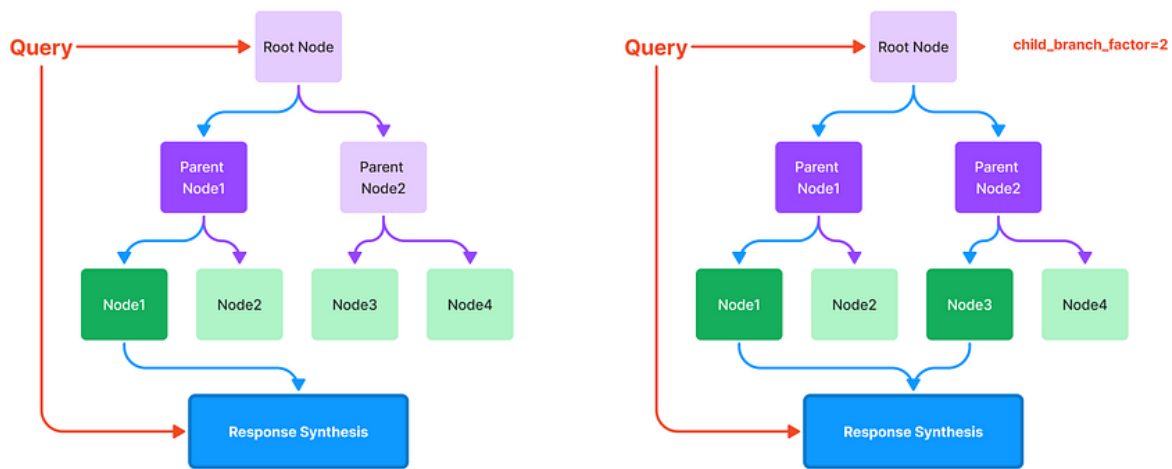 Query
Root Node
Parent
Node1
Parent
Node2
Node1
Node2
Node3
Node4
Response Synthesis
Query
Root Node
child_branch_factor=2
Parent
Node1
Parent
Node2
Node1
Node2
Node3
Node4
Response Synthesis